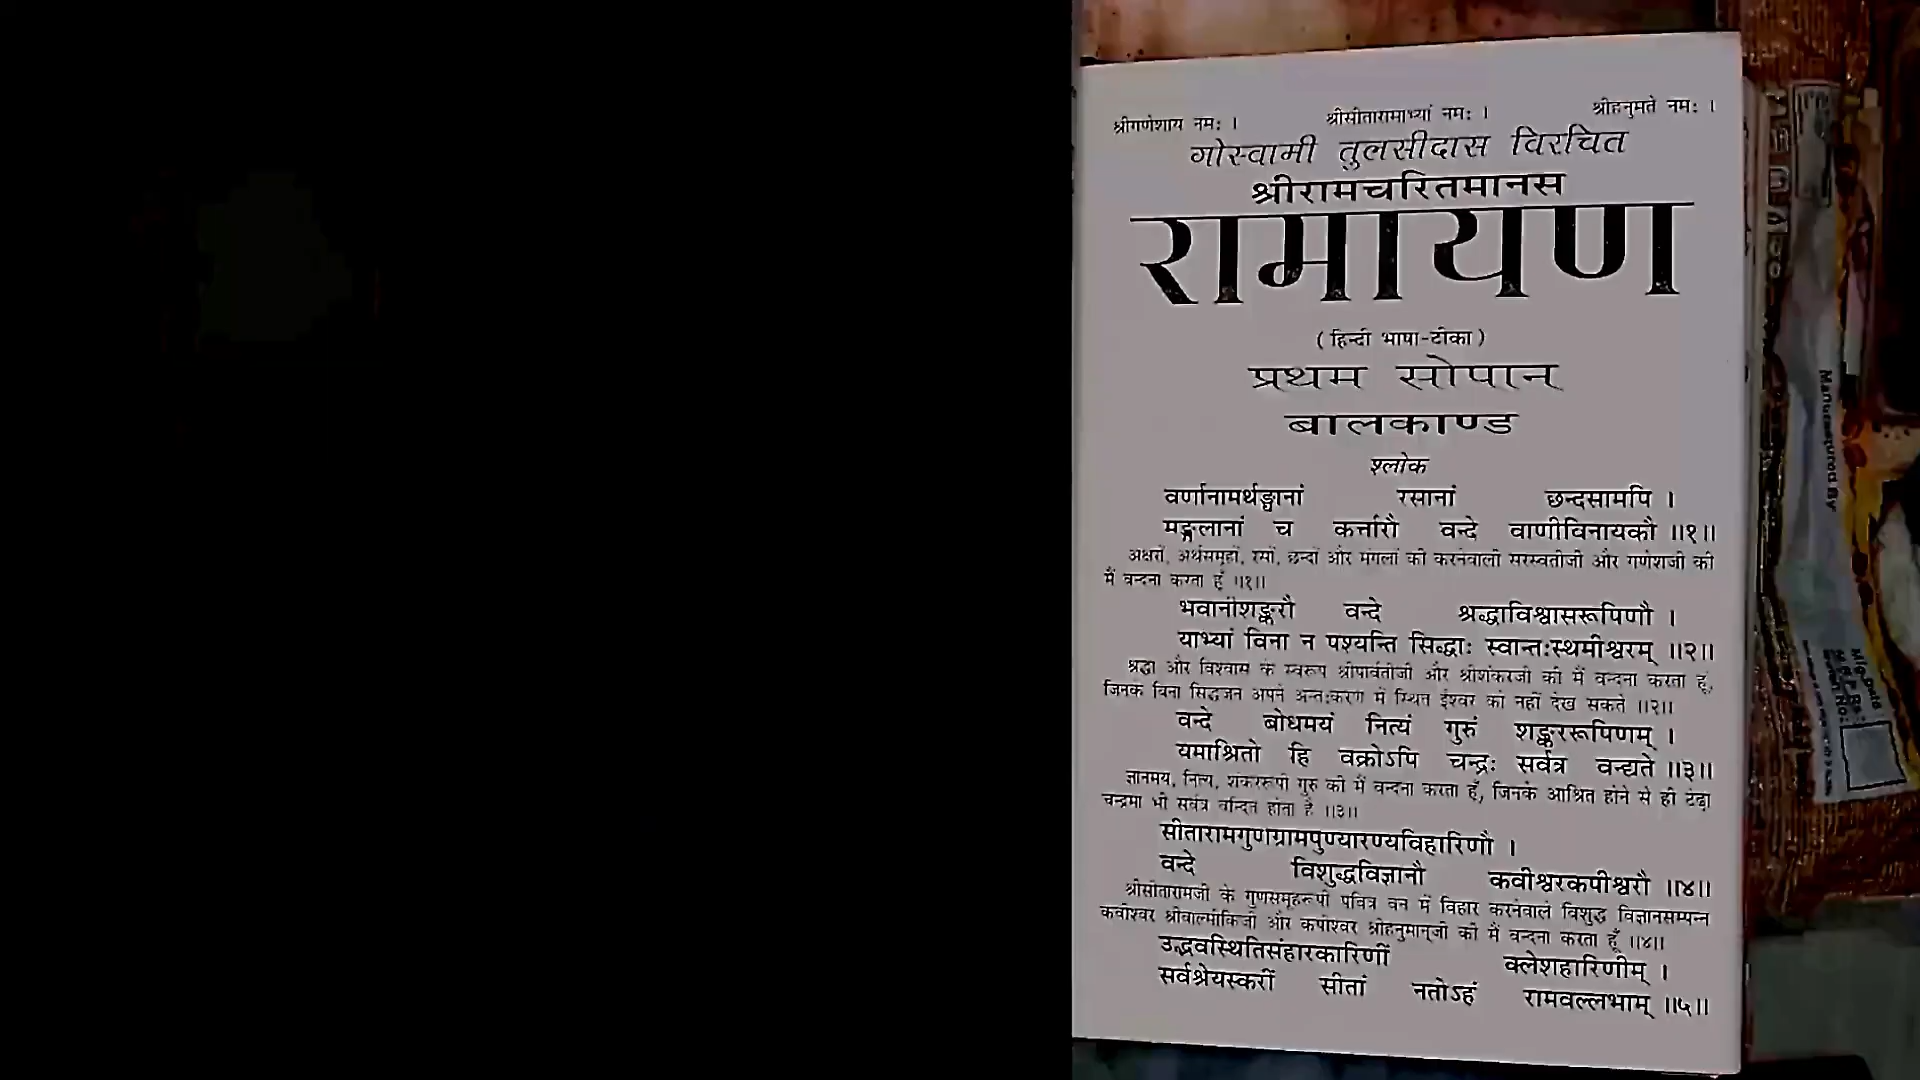 श्रीगणेशाय नमः । श्रीसीतारामाभ्यां नमः । श्रीहनुमते नमः ।
गोस्वामी तुलसीदास विरचित
श्रीरामचरितमानस
रामायण
( हिन्दी भाषा-टीका )
प्रथम सोपान
बालकाण्ड
श्लोक
वर्णानामर्थङ्घानां रसानां छन्दसामपि ।
मङ्गलानां च कर्त्तारौ वन्दे वाणीविनायकौ ॥१॥
अक्षरों, अर्थसमूहों, रसों, छन्दों और मंगलों की करनेवाली सरस्वतीजी और गणेशजी की
मैं वन्दना करता हूँ ॥१॥
भवानीशङ्करौ वन्दे श्रद्धाविश्वासरूपिणौ ।
याभ्यां विना न पश्यन्ति सिद्धाः स्वान्तःस्थमीश्वरम् ॥२॥
श्रद्धा और विश्वास के स्वरूप श्रीपार्वतीजी और श्रीशंकरजी की मैं वन्दना करता हूँ,
जिनके विना सिद्धजन अपने अन्तःकरण में स्थित ईश्वर को नहीं देख सकते ॥२॥
वन्दे बोधमयं नित्यं गुरुं शङ्कररूपिणम् ।
यमाश्रितो हि वक्रोऽपि चन्द्रः सर्वत्र वन्द्यते ॥३॥
ज्ञानमय, नित्य, शंकररूपी गुरु की मैं वन्दना करता हूँ, जिनके आश्रित होने से ही टेढ़ा
चन्द्रमा भी सर्वत्र वन्दित होता है ॥३॥
सीतारामगुणग्रामपुण्यारण्यविहारिणौ ।
वन्दे विशुद्धविज्ञानौ कवीश्वरकपीश्वरौ ॥४॥
श्रीसीतारामजी के गुणसमूहरूपी पवित्र वन में विहार करनेवाले विशुद्ध विज्ञानसम्पन्न
कवीश्वर श्रीवाल्मीकिजी और कपीश्वर श्रीहनुमान्‌जी की मैं वन्दना करता हूँ ॥४॥
उद्भवस्थितिसंहारकारिणीं क्लेशहारिणीम् ।
सर्वश्रेयस्करीं सीतां नतोऽहं रामवल्लभाम् ॥५॥
Manufactured By
Mfg.Date